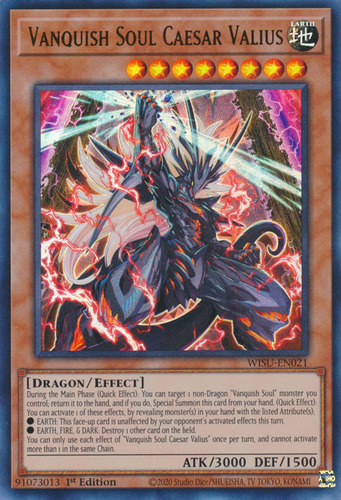 VANQUISH SOUL CAESAR VALIUS
EARTH
地
WISU-EN021
[DRAGON/EFFECT]
During the Main Phase (Quick Effect): You can target 1 non-Dragon "Vanquish Soul" monster you
control; return it to the hand, and if you do, Special Summon this card from your hand. (Quick Effect):
You can activate 1 of these effects, by revealing monster(s) in your hand with the listed Attribute(s);
● EARTH: This face-up card is unaffected by your opponent's activated effects this turn.
● EARTH, FIRE, & DARK: Destroy 1 other card on the field.
You can only use each effect of "Vanquish Soul Caesar Valius" once per turn, and cannot activate
more than 1 in the same Chain.
ATK/3000 DEF/1500
91073013 1st Edition
©2020 Studio Dice/SHUEISHA, TV TOKYO, KONAMI